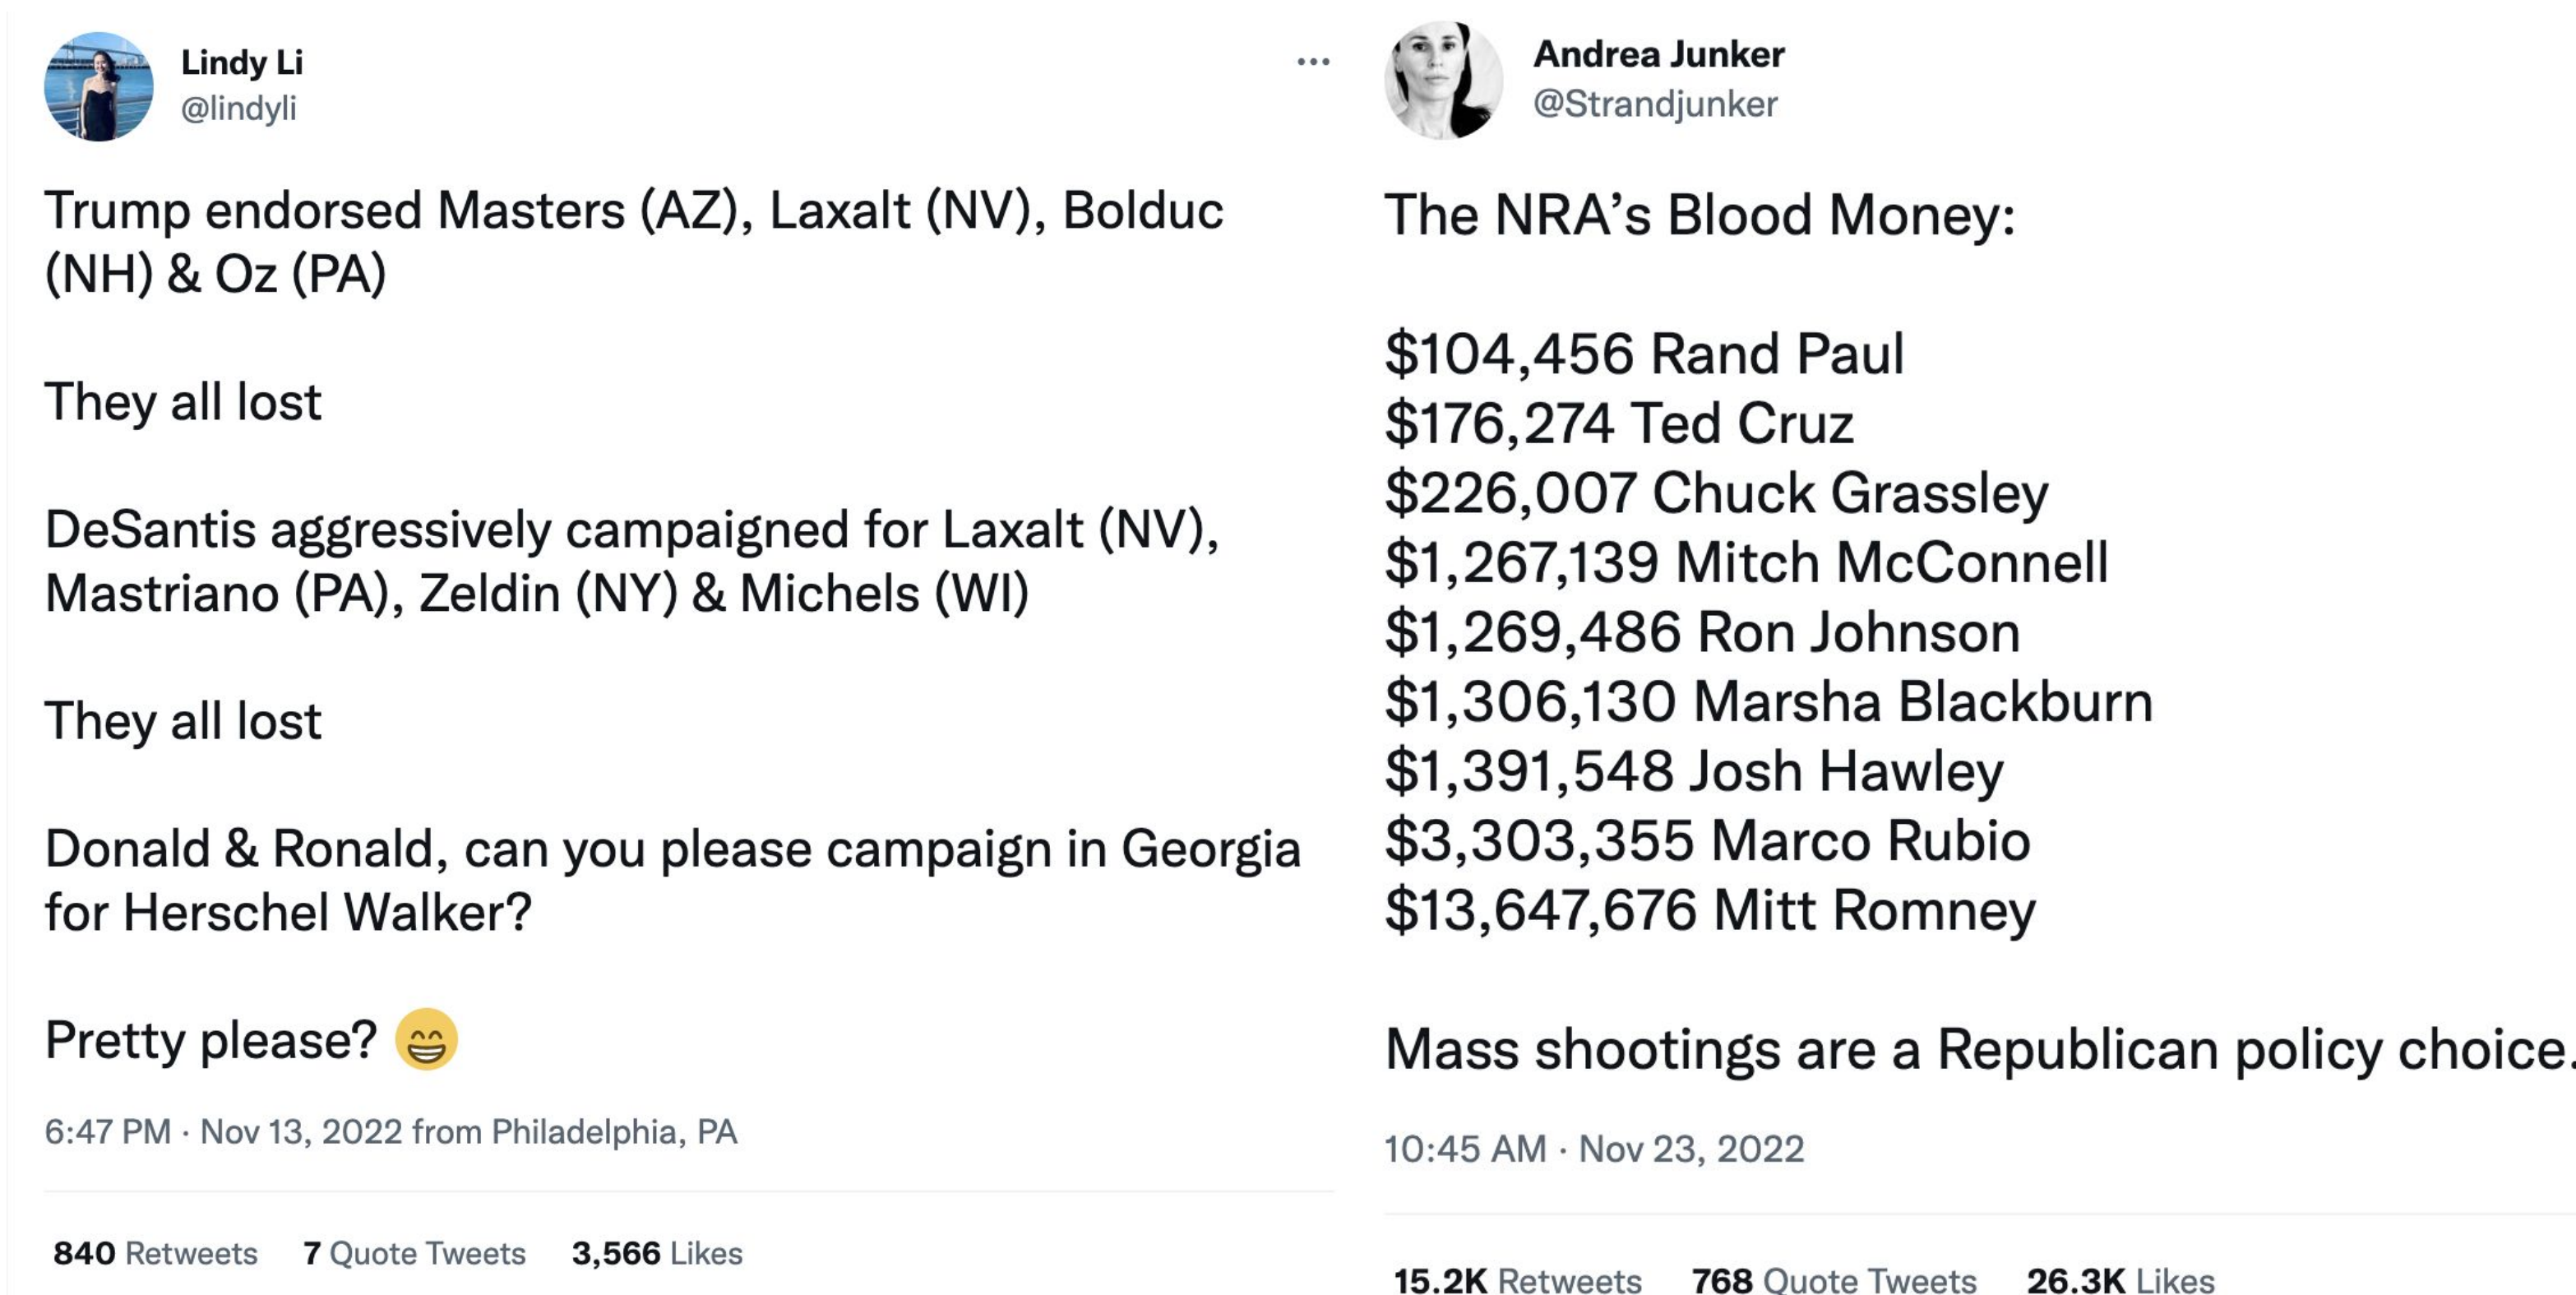 Lindy Li
@lindyli
Trump endorsed Masters (AZ), Laxalt (NV), Bolduc
(NH) & Oz (PA)
They all lost
DeSantis aggressively campaigned for Laxalt (NV),
Mastriano (PA), Zeldin (NY) & Michels (WI)
They all lost
Donald & Ronald, can you please campaign in Georgia
for Herschel Walker?
Pretty please? 😁
6:47 PM · Nov 13, 2022 from Philadelphia, PA
840 Retweets 7 Quote Tweets 3,566 Likes
Andrea Junker
@Strandjunker
The NRA’s Blood Money:
$104,456 Rand Paul
$176,274 Ted Cruz
$226,007 Chuck Grassley
$1,267,139 Mitch McConnell
$1,269,486 Ron Johnson
$1,306,130 Marsha Blackburn
$1,391,548 Josh Hawley
$3,303,355 Marco Rubio
$13,647,676 Mitt Romney
Mass shootings are a Republican policy choice.
10:45 AM · Nov 23, 2022
15.2K Retweets 768 Quote Tweets 26.3K Likes